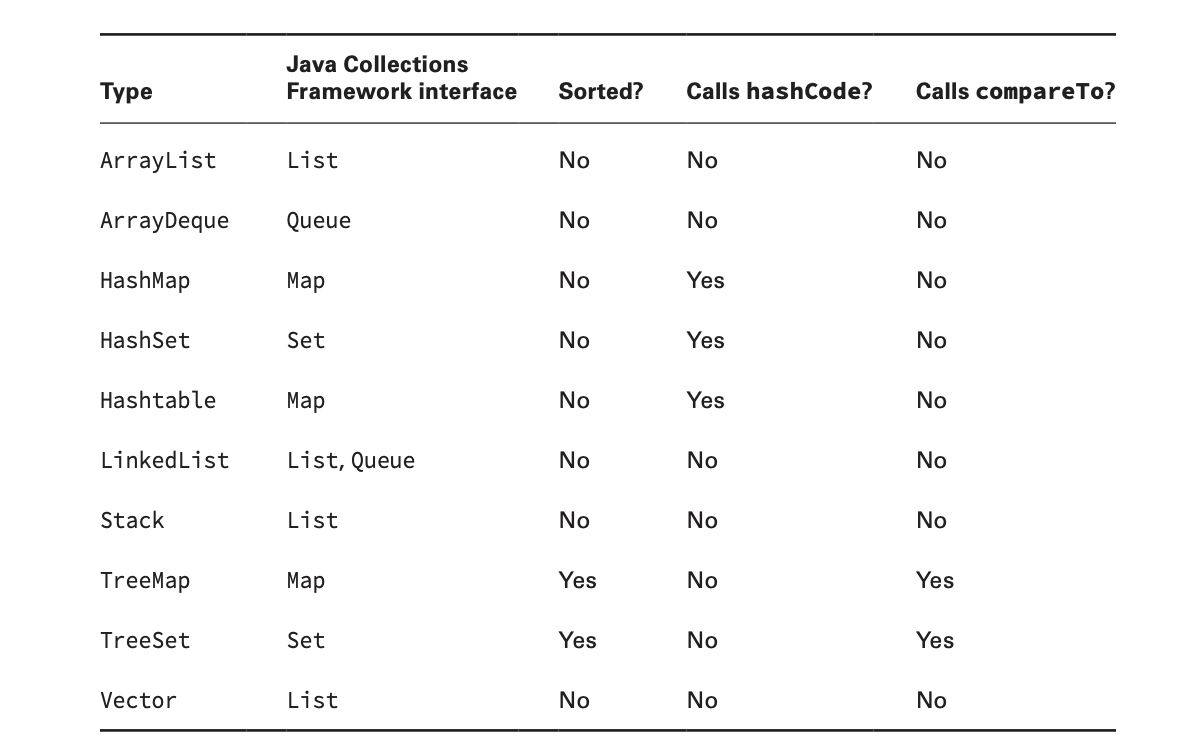 Java Collections
Type Framework interface Sorted? Calls hashCode? Calls compareTo?
ArrayList List No No No
ArrayDeque Queue No No No
HashMap Map No Yes No
HashSet Set No Yes No
Hashtable Map No Yes No
LinkedList List, Queue No No No
Stack List No No No
TreeMap Map Yes No Yes
TreeSet Set Yes No Yes
Vector List No No No